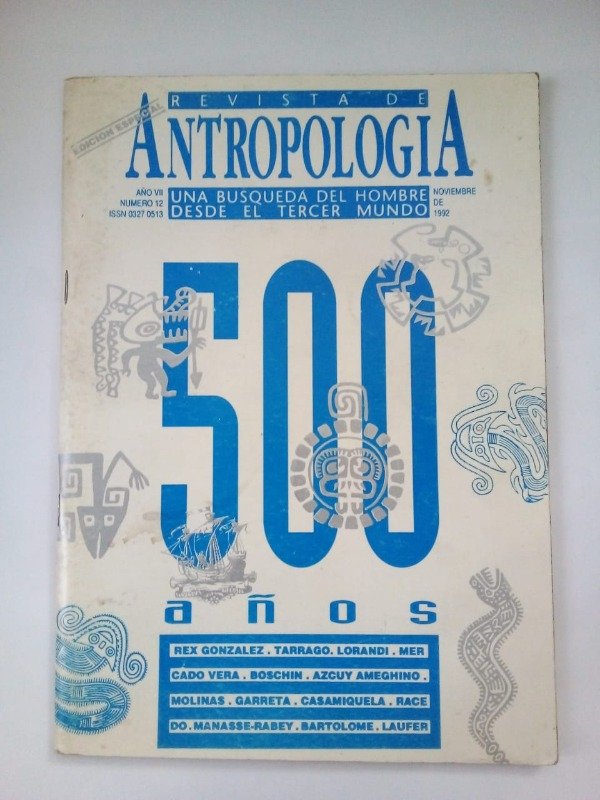 EDICIÓN ESPECIAL
REVISTA DE
ANTROPOLOGIA
AÑO VII
NUMERO 12
ISSN 0327 0513
UNA BUSQUEDA DEL HOMBRE
DESDE EL TERCER MUNDO
NOVIEMBRE
DE
1992
500
años
REX GONZALEZ . TARRAGO . LORANDI . MER
CADO VERA . BOSCHIN . AZCUY AMEGHINO .
MOLINAS . GARRETA . CASAMIQUELA . RACE
DO . MANASSE-RABEY . BARTOLOME . LAUFER